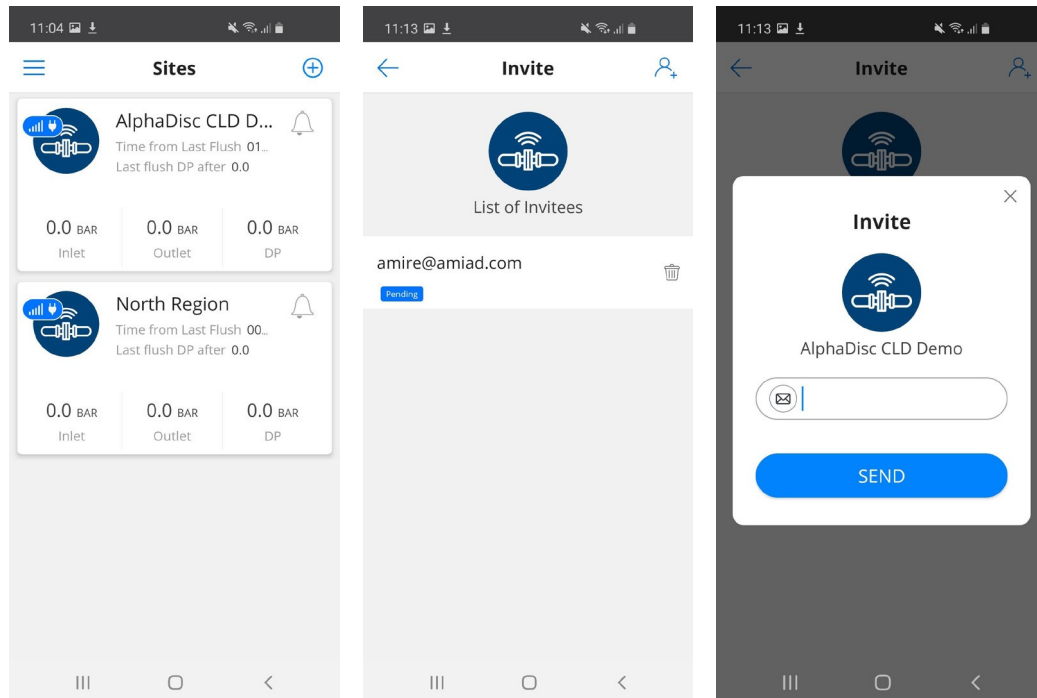 11:04
Sites
AlphaDisc CLD D...
Time from Last Flush 01...
Last flush DP after 0.0
0.0 BAR 0.0 BAR 0.0 BAR
Inlet Outlet DP
North Region
Time from Last Flush 00...
Last flush DP after 0.0
0.0 BAR 0.0 BAR 0.0 BAR
Inlet Outlet DP
11:13
Invite
List of Invitees
amire@amiad.com
Pending
11:13
Invite
Invite
AlphaDisc CLD Demo
SEND